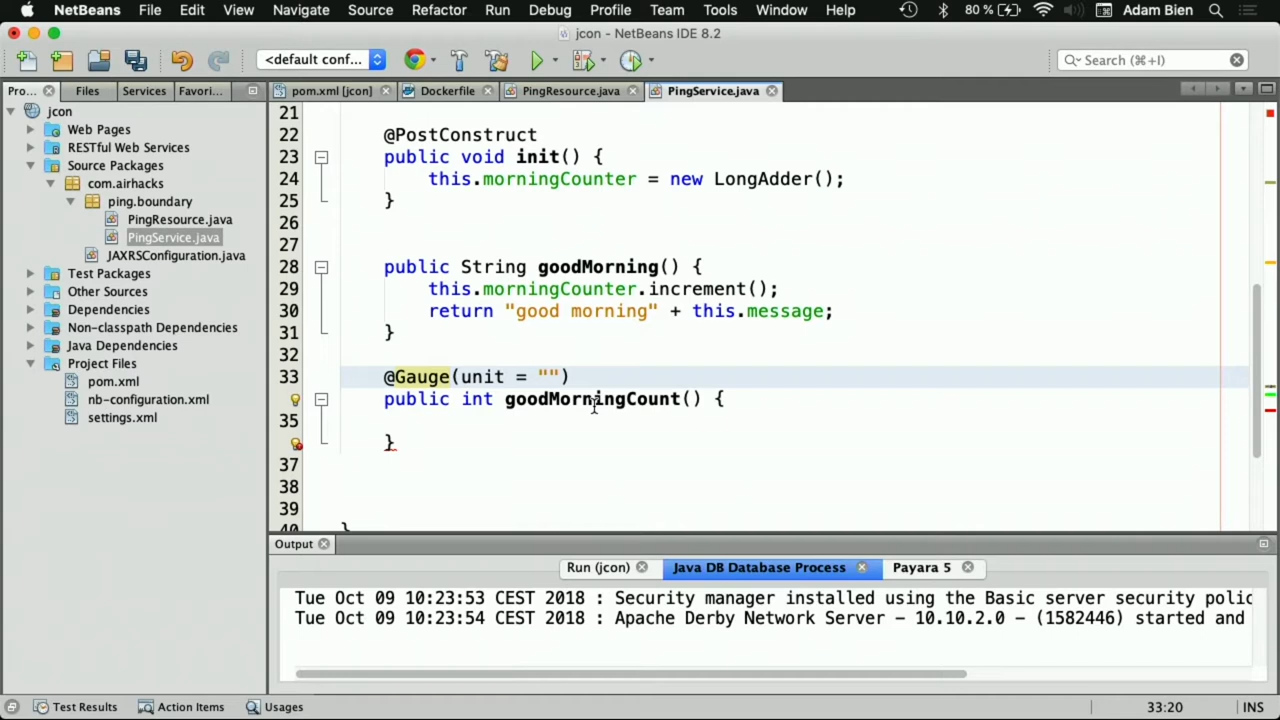 NetBeans File Edit View Navigate Source Refactor Run Debug Profile Team Tools Window Help 80 % Adam Bien
jcon - NetBeans IDE 8.2
<default conf... Search (⌘+I)
Pro... Files Services Favori... pom.xml [jcon] Dockerfile PingResource.java PingService.java
jcon
Web Pages
RESTful Web Services
Source Packages
com.airhacks
ping.boundary
PingResource.java
PingService.java
JAXRSConfiguration.java
Test Packages
Other Sources
Dependencies
Non-classpath Dependencies
Java Dependencies
Project Files
pom.xml
nb-configuration.xml
settings.xml
21
22 @PostConstruct
23 public void init() {
24 this.morningCounter = new LongAdder();
25 }
26
27
28 public String goodMorning() {
29 this.morningCounter.increment();
30 return "good morning" + this.message;
31 }
32
33 @Gauge(unit = "")
public int goodMorningCount() {
35
}
37
38
39
40 }
Output
Run (jcon) Java DB Database Process Payara 5
Tue Oct 09 10:23:53 CEST 2018 : Security manager installed using the Basic server security polic
Tue Oct 09 10:23:54 CEST 2018 : Apache Derby Network Server - 10.10.2.0 - (1582446) started and
Test Results Action Items Usages 33:20 INS